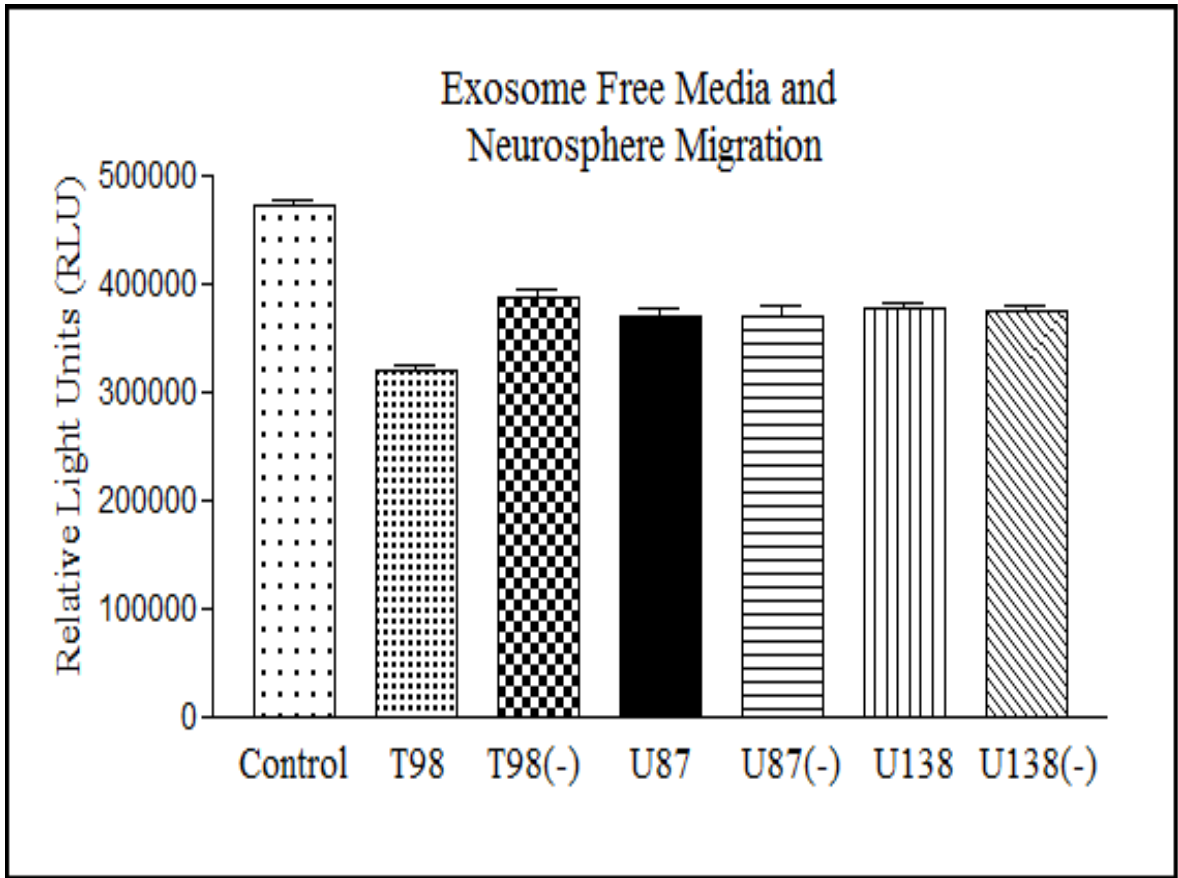 Exosome Free Media and
Neurosphere Migration
Relative Light Units (RLU)
500000
400000
300000
200000
100000
0
Control T98 T98(-) U87 U87(-) U138 U138(-)